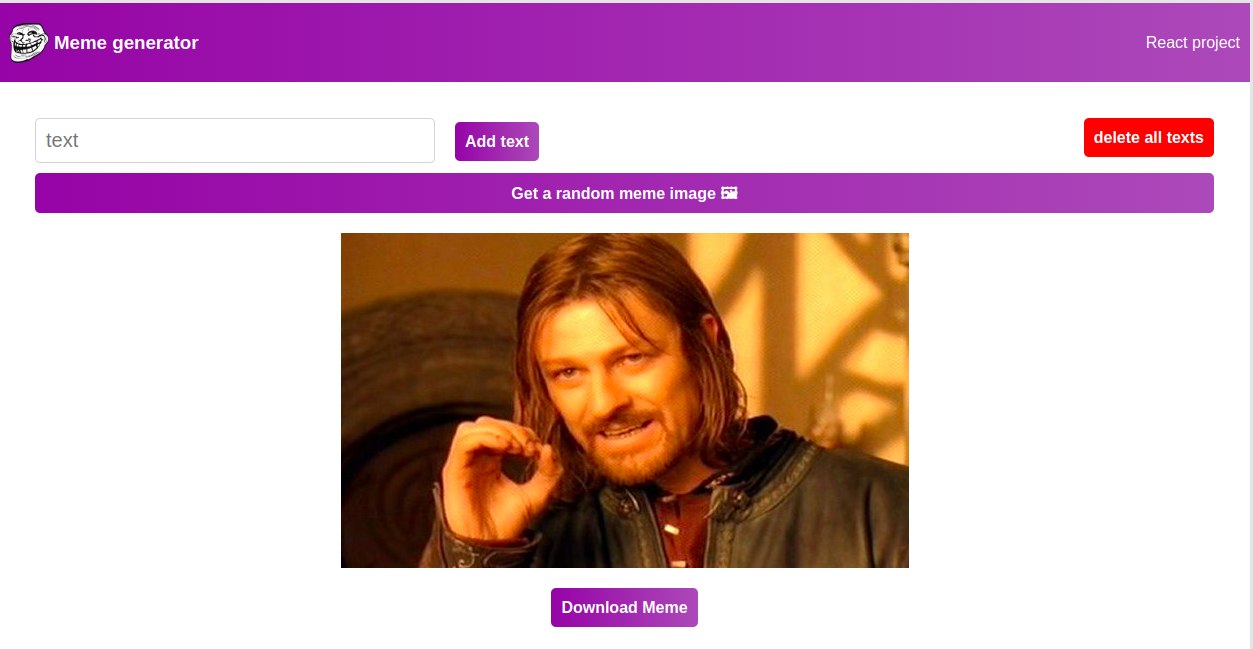 Meme generator
React project
text
Add text
delete all texts
Get a random meme image 🖼
Download Meme